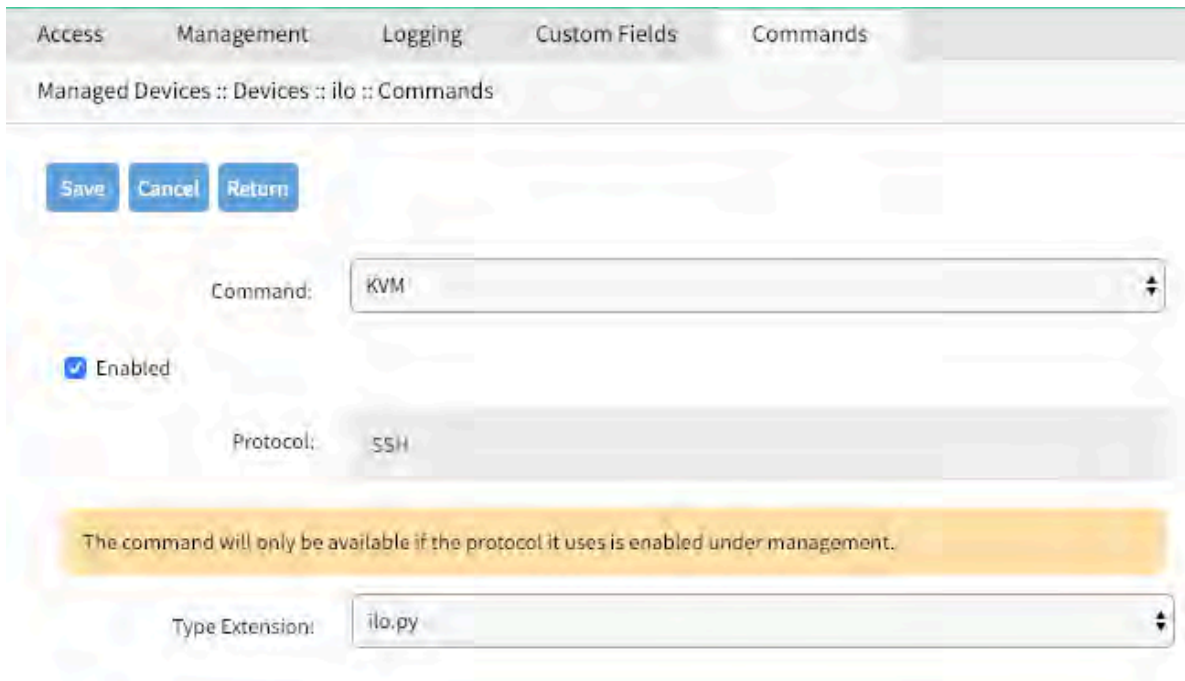 Access Management Logging Custom Fields Commands
Managed Devices :: Devices :: ilo :: Commands
Save Cancel Return
Command: KVM
Enabled
Protocol: SSH
The command will only be available if the protocol it uses is enabled under management.
Type Extension: ilo.py